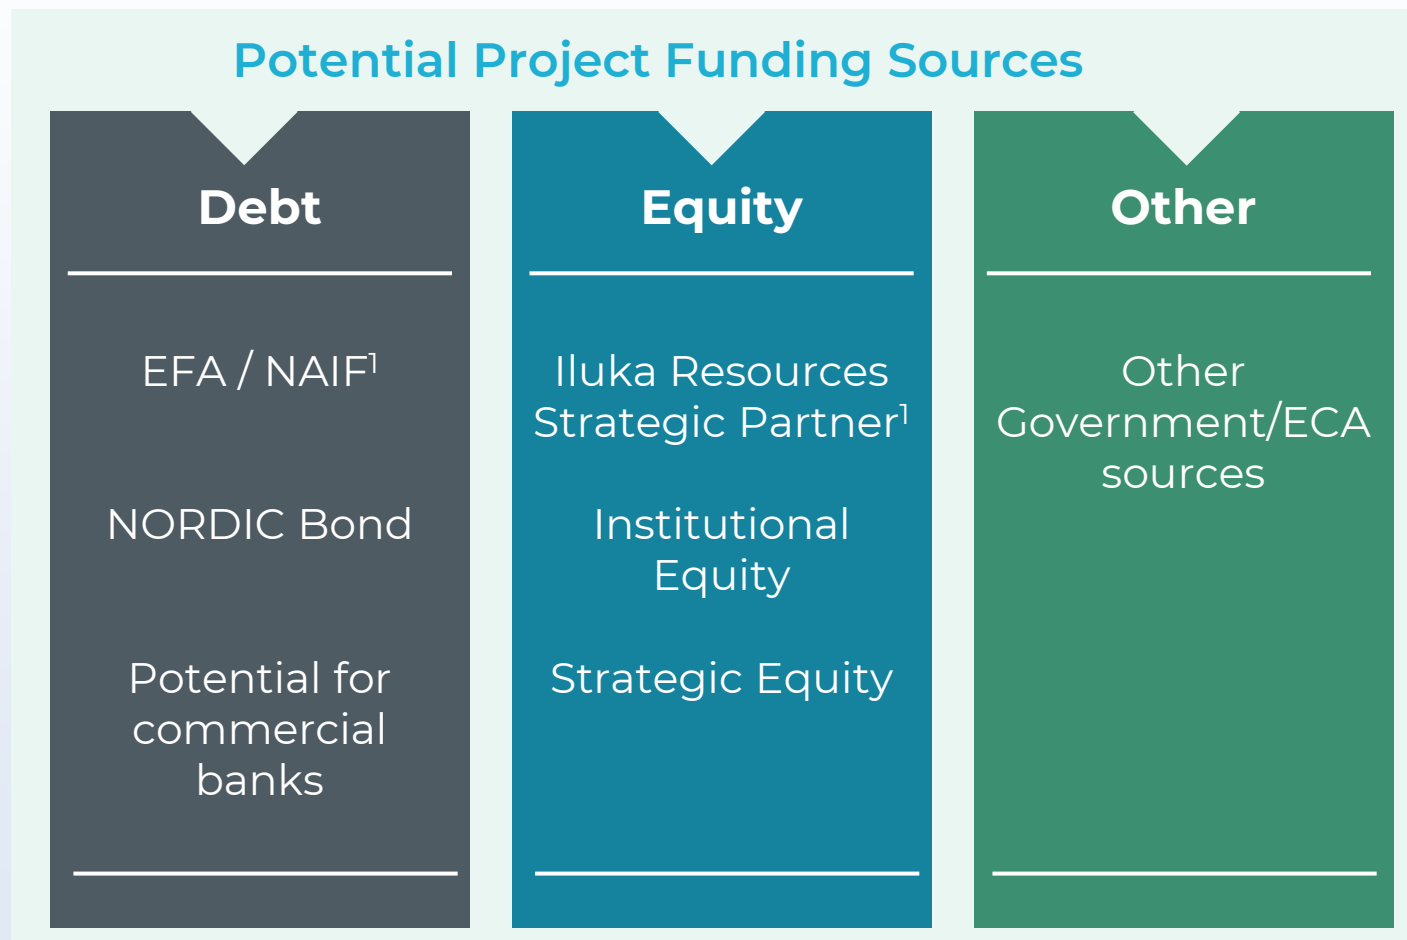 Potential Project Funding Sources
Debt
EFA / NAIF¹
NORDIC Bond
Potential for
commercial
banks
Equity
Iluka Resources
Strategic Partner¹
Institutional
Equity
Strategic Equity
Other
Other
Government/ECA
sources